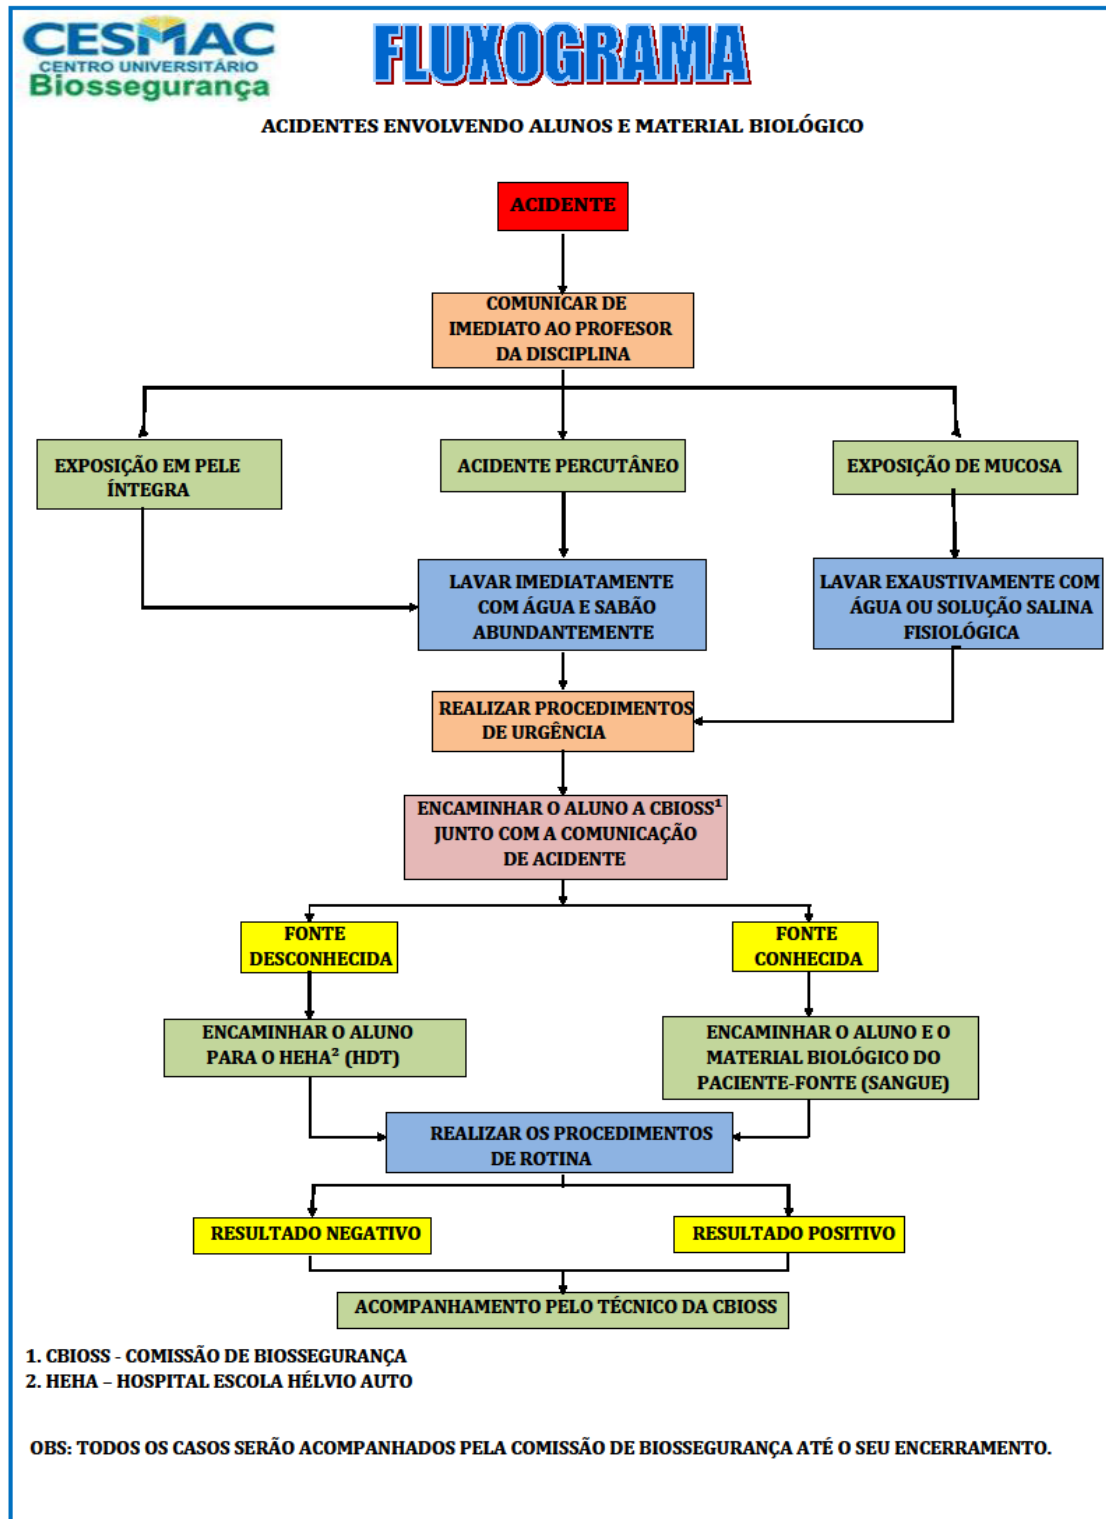 CESMAC
CENTRO UNIVERSITÁRIO
Biossegurança
FLUXOGRAMA
ACIDENTES ENVOLVENDO ALUNOS E MATERIAL BIOLÓGICO
ACIDENTE
COMUNICAR DE
IMEDIATO AO PROFESOR
DA DISCIPLINA
EXPOSIÇÃO EM PELE
ÍNTEGRA
ACIDENTE PERCUTÂNEO
EXPOSIÇÃO DE MUCOSA
LAVAR IMEDIATAMENTE
COM ÁGUA E SABÃO
ABUNDANTEMENTE
LAVAR EXAUSTIVAMENTE COM
ÁGUA OU SOLUÇÃO SALINA
FISIOLÓGICA
REALIZAR PROCEDIMENTOS
DE URGÊNCIA
ENCAMINHAR O ALUNO A CBIOSS¹
JUNTO COM A COMUNICAÇÃO
DE ACIDENTE
FONTE
DESCONHECIDA
FONTE
CONHECIDA
ENCAMINHAR O ALUNO
PARA O HEHA² (HDT)
ENCAMINHAR O ALUNO E O
MATERIAL BIOLÓGICO DO
PACIENTE-FONTE (SANGUE)
REALIZAR OS PROCEDIMENTOS
DE ROTINA
RESULTADO NEGATIVO
RESULTADO POSITIVO
ACOMPANHAMENTO PELO TÉCNICO DA CBIOSS
1. CBIOSS - COMISSÃO DE BIOSSEGURANÇA
2. HEHA – HOSPITAL ESCOLA HÉLVIO AUTO
OBS: TODOS OS CASOS SERÃO ACOMPANHADOS PELA COMISSÃO DE BIOSSEGURANÇA ATÉ O SEU ENCERRAMENTO.